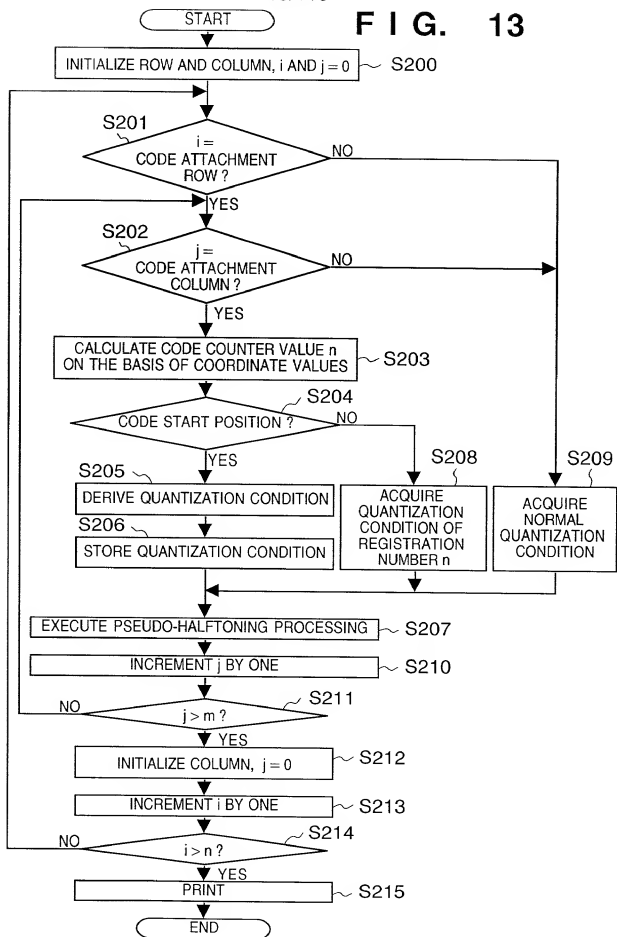 FIG. 13
START
INITIALIZE ROW AND COLUMN, i AND j = 0
S200
S201
i =
CODE ATTACHMENT
ROW ?
NO
YES
S202
j =
CODE ATTACHMENT
COLUMN ?
NO
YES
CALCULATE CODE COUNTER VALUE n
ON THE BASIS OF COORDINATE VALUES
S203
S204
CODE START POSITION ?
NO
YES
S205
DERIVE QUANTIZATION CONDITION
S206
STORE QUANTIZATION CONDITION
S208
ACQUIRE
QUANTIZATION
CONDITION OF
REGISTRATION
NUMBER n
S209
ACQUIRE
NORMAL
QUANTIZATION
CONDITION
EXECUTE PSEUDO-HALFTONING PROCESSING
S207
INCREMENT j BY ONE
S210
S211
NO
j > m ?
YES
INITIALIZE COLUMN, j = 0
S212
INCREMENT i BY ONE
S213
S214
NO
i > n ?
YES
PRINT
S215
END